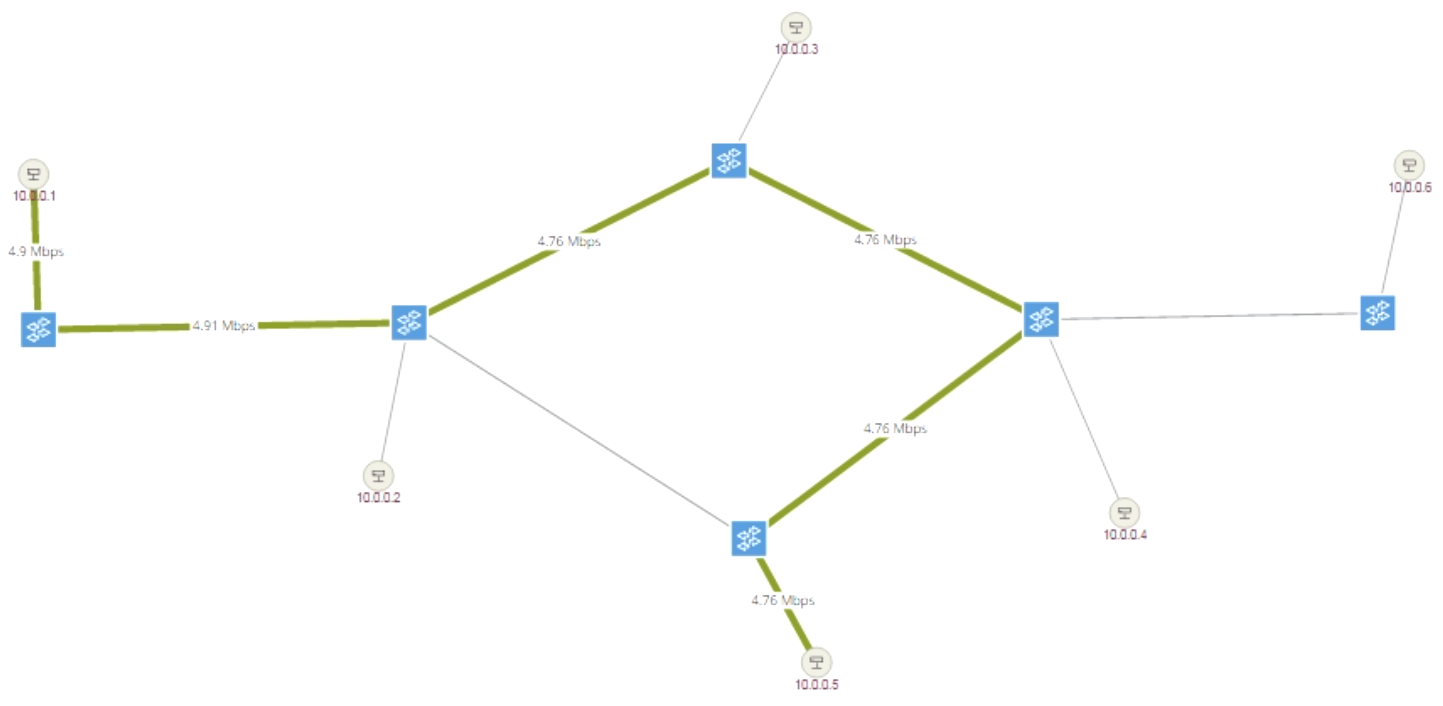 10.0.0.3
10.0.0.1
10.0.0.6
4.9 Mbps
4.76 Mbps
4.76 Mbps
4.91 Mbps
4.76 Mbps
10.0.0.2
10.0.0.4
4.76 Mbps
10.0.0.5